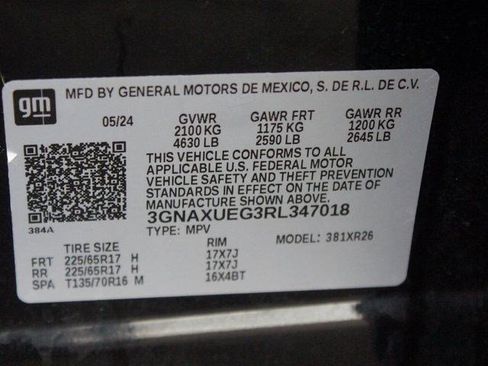 gm
MFD BY GENERAL MOTORS DE MEXICO, S. DE R.L. DE C.V.
05/24 GVWR GAWR FRT GAWR RR
2100 KG 1175 KG 1200 KG
4630 LB 2590 LB 2645 LB
THIS VEHICLE CONFORMS TO ALL
APPLICABLE U.S. FEDERAL MOTOR
VEHICLE SAFETY AND THEFT PREVENTION
STANDARDS IN EFFECT ON THE DATE OF
MANUFACTURE SHOWN ABOVE.
384A
3GNAXUEG3RL347018
TYPE: MPV MODEL: 381XR26
TIRE SIZE
FRT 225/65R17 H 17X7J
RR 225/65R17 H 17X7J
SPA T135/70R16 M 16X4BT